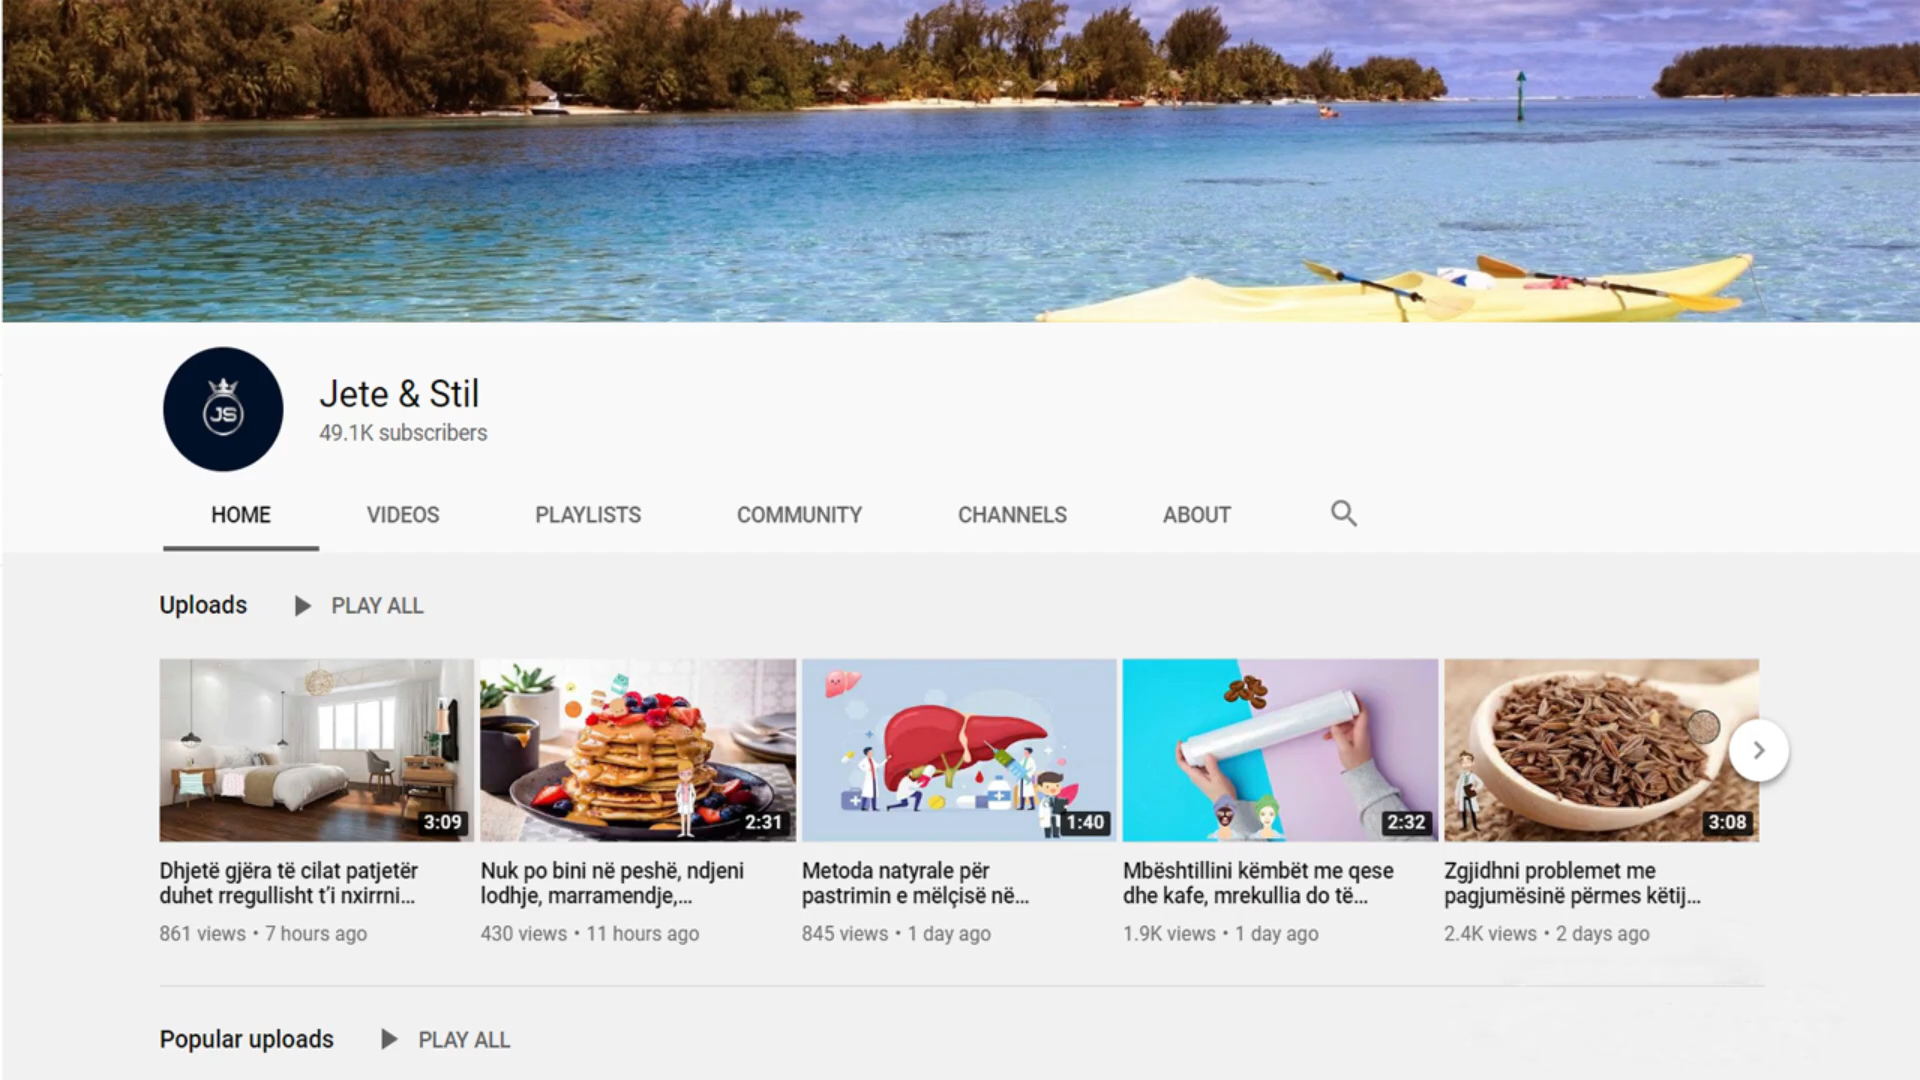 JS
Jete & Stil
49.1K subscribers
HOME VIDEOS PLAYLISTS COMMUNITY CHANNELS ABOUT
Uploads PLAY ALL
3:09 2:31 1:40 2:32 3:08
Dhjetë gjëra të cilat patjetër
duhet rregullisht t'i nxirrni...
861 views • 7 hours ago
Nuk po bini në peshë, ndjeni
lodhje, marramendje,...
430 views • 11 hours ago
Metoda natyrale për
pastrimin e mëlçisë në...
845 views • 1 day ago
Mbështillini këmbët me qese
dhe kafe, mrekullia do të...
1.9K views • 1 day ago
Zgjidhni problemet me
pagjumësinë përmes këtij...
2.4K views • 2 days ago
Popular uploads PLAY ALL